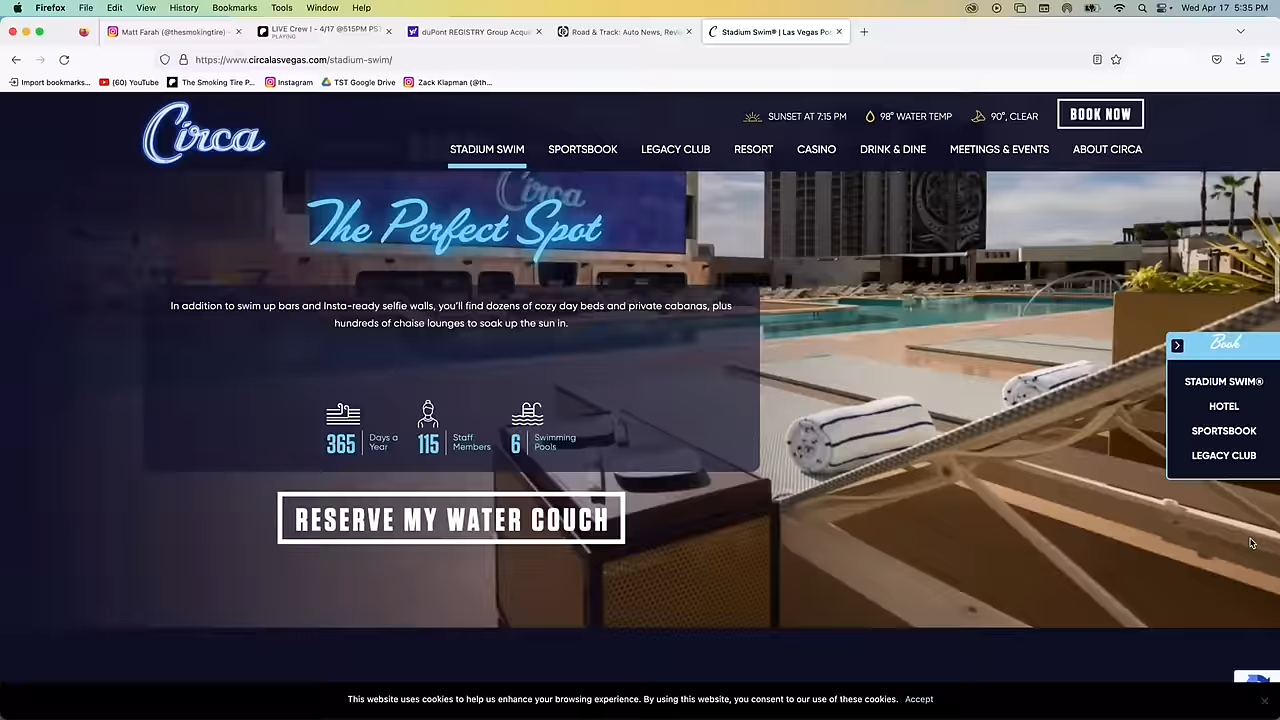 Firefox File Edit View History Bookmarks Tools Window Help Wed Apr 17 5:35 PM
Matt Farah (@thesmokingtire) - LIVE Crew ! - 4/17 @515PM PST duPont REGISTRY Group Acqui Road & Track: Auto News, Revie Stadium Swim® | Las Vegas Poo
PLAYING
https://www.circalasvegas.com/stadium-swim/
Import bookmarks... (60) YouTube The Smoking Tire P... Instagram TST Google Drive Zack Klapman (@th...
Circa
SUNSET AT 7:15 PM 98° WATER TEMP 90°, CLEAR BOOK NOW
STADIUM SWIM SPORTSBOOK LEGACY CLUB RESORT CASINO DRINK & DINE MEETINGS & EVENTS ABOUT CIRCA
Circa
The Perfect Spot
In addition to swim up bars and Insta-ready selfie walls, you'll find dozens of cozy day beds and private cabanas, plus
hundreds of chaise lounges to soak up the sun in.
Book
STADIUM SWIM®
HOTEL
SPORTSBOOK
LEGACY CLUB
365 Days a Year
115 Staff Members
6 Swimming Pools
RESERVE MY WATER COUCH
This website uses cookies to help us enhance your browsing experience. By using this website, you consent to our use of these cookies. Accept